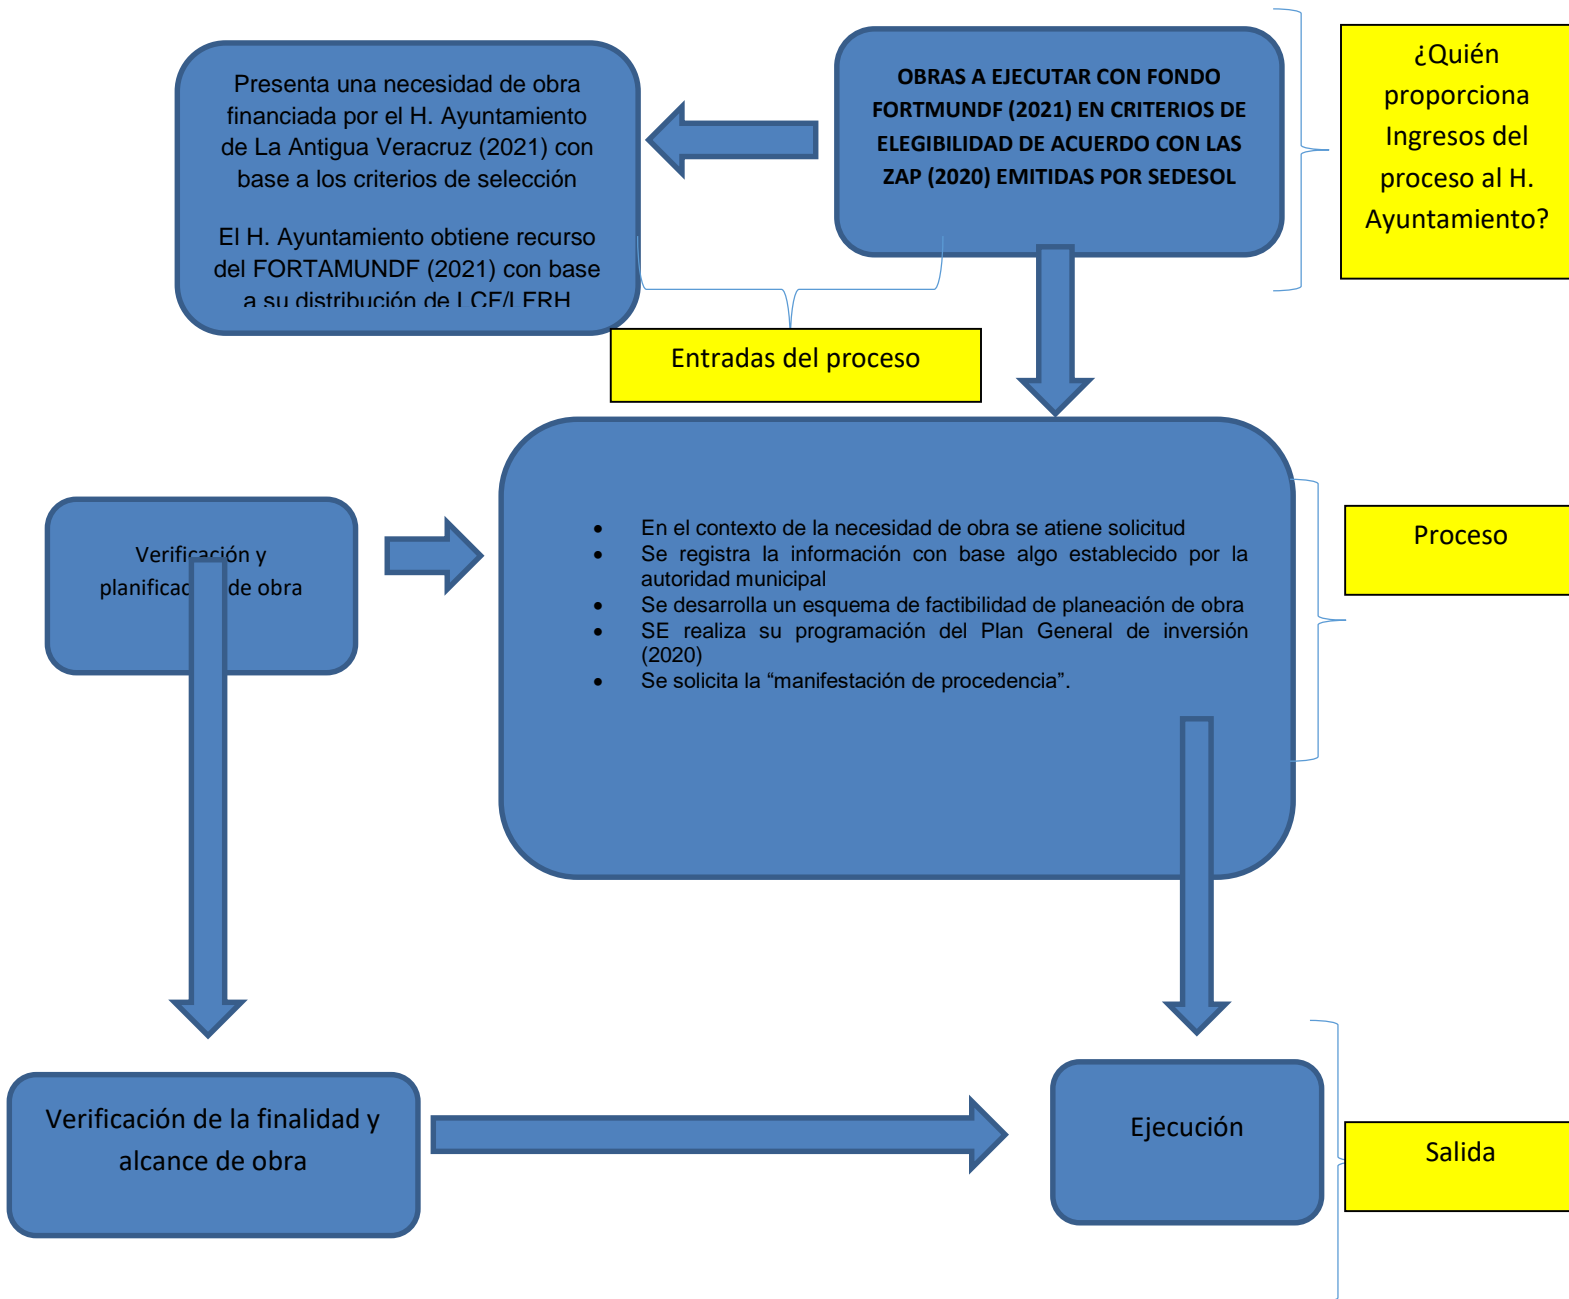 Presenta una necesidad de obra
financiada por el H. Ayuntamiento
de La Antigua Veracruz (2021) con
base a los criterios de selección
El H. Ayuntamiento obtiene recurso
del FORTAMUNDF (2021) con base
a su distribución de LCF/LFRH
OBRAS A EJECUTAR CON FONDO
FORTMUNDF (2021) EN CRITERIOS DE
ELEGIBILIDAD DE ACUERDO CON LAS
ZAP (2020) EMITIDAS POR SEDESOL
¿Quién
proporciona
Ingresos del
proceso al H.
Ayuntamiento?
Entradas del proceso
Verificación y
de obra
• En el contexto de la necesidad de obra se atiene solicitud
• Se registra la información con base algo establecido por la
autoridad municipal
• Se desarrolla un esquema de factibilidad de planeación de obra
• SE realiza su programación del Plan General de inversión
(2020)
• Se solicita la “manifestación de procedencia”.
Proceso
Verificación de la finalidad y
alcance de obra
Ejecución
Salida